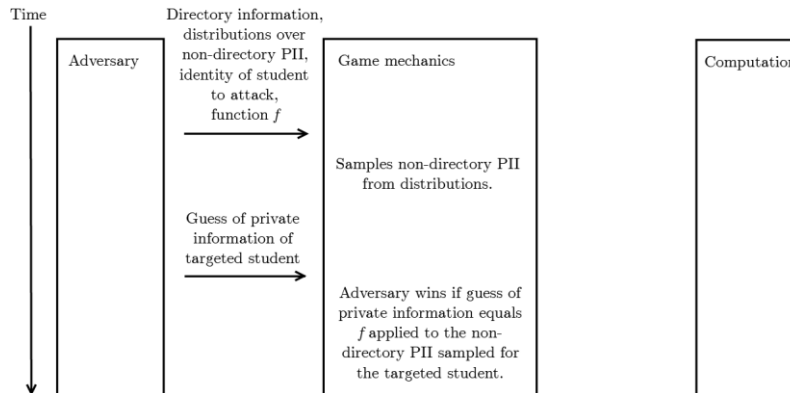 Time
Directory information,
distributions over
non-directory PII,
identity of student
to attack,
function f
Adversary
Game mechanics
Computation
Samples non-directory PII
from distributions.
Guess of private
information of
targeted student
Adversary wins if guess of
private information equals
f applied to the non-
directory PII sampled for
the targeted student.